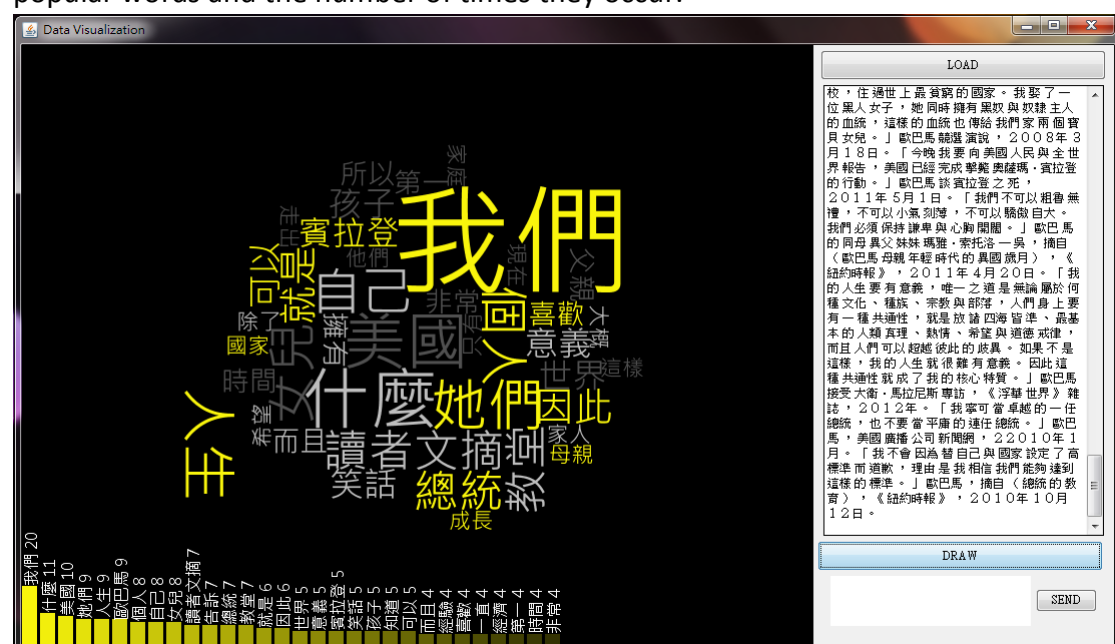 popular words and the number of times they occur.
Data Visualization
家庭
所以
第一
孩子
我們
走出
賓拉登
他們
現在
父親
可以
就是
自己
非常
個人
喜歡
大概
除了
擁有
美國
意義
國家
女兒
世界
這樣
時間
什麼
她們
因此
人生
希望
而且
讀者文摘
家人
母親
笑話
總統
教堂
成長
我們 20
什麼 11
美國 10
她們 9
人生 9
歐巴馬 9
個人 8
自己 8
女兒 8
讀者文摘 7
告訴 7
總統 7
教堂 7
就是 6
因此 6
世界 5
意義 5
賓拉登 5
笑話 5
孩子 5
知道 5
可以 5
而且 4
經驗 4
喜歡 4
一直 4
經濟 4
第一 4
時間 4
非常 4
LOAD
校，住過世上最貧窮的國家。我娶了一
位黑人女子，她同時擁有黑奴與奴隸主人
的血統，這樣的血統也傳給我們家兩個寶
貝女兒。」歐巴馬競選演說，2008年3
月18日。「今晚我要向美國人民與全世
界報告，美國已經完成擊斃奧薩瑪·賓拉登
的行動。」歐巴馬談賓拉登之死，
2011年5月1日。「我們不可以粗魯無
禮，不可以小氣刻薄，不可以驕傲自大。
我們必須保持謙卑與心胸開闊。」歐巴馬
的同母異父妹妹瑪雅·索托洛－吳，摘自
（歐巴馬母親年輕時代的異國歲月），《
紐約時報》，2011年4月20日。「我
的人生要有意義，唯一之道是無論屬於何
種文化、種族、宗教與部落，人們身上要
有一種共通性，就是放諸四海皆準、最基
本的人類真理、熱情、希望與道德戒律，
而且人們可以超越彼此的歧異。如果不是
這樣，我的人生就很難有意義。因此這
種共通性就成了我的核心特質。」歐巴馬
接受大衛·馬拉尼斯專訪，《浮華世界》雜
誌，2012年。「我寧可當卓越的一任
總統，也不要當平庸的連任總統。」歐巴
馬，美國廣播公司新聞網，22010年1
月。「我不會因為替自己與國家設定了高
標準而道歉，理由是我相信我們能夠達到
這樣的標準。」歐巴馬，摘自（總統的教
育），《紐約時報》，2010年10月
12日。
DRAW
SEND